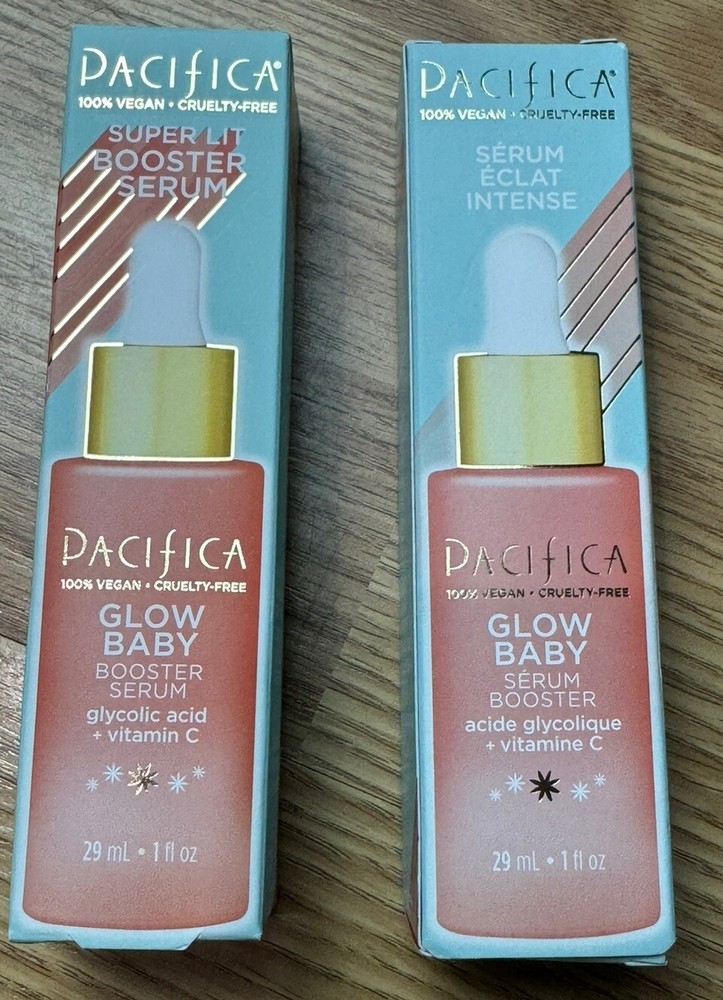 PACIFICA®
100% VEGAN • CRUELTY-FREE
SUPER LIT
BOOSTER
SERUM
PACIFICA
100% VEGAN • CRUELTY-FREE
GLOW
BABY
BOOSTER
SERUM
glycolic acid
+ vitamin C
29 mL • 1 fl oz
PACIFICA®
100% VEGAN • CRUELTY-FREE
SÉRUM
ÉCLAT
INTENSE
PACIFICA
100% VEGAN • CRUELTY-FREE
GLOW
BABY
SÉRUM
BOOSTER
acide glycolique
+ vitamine C
29 mL • 1 fl oz